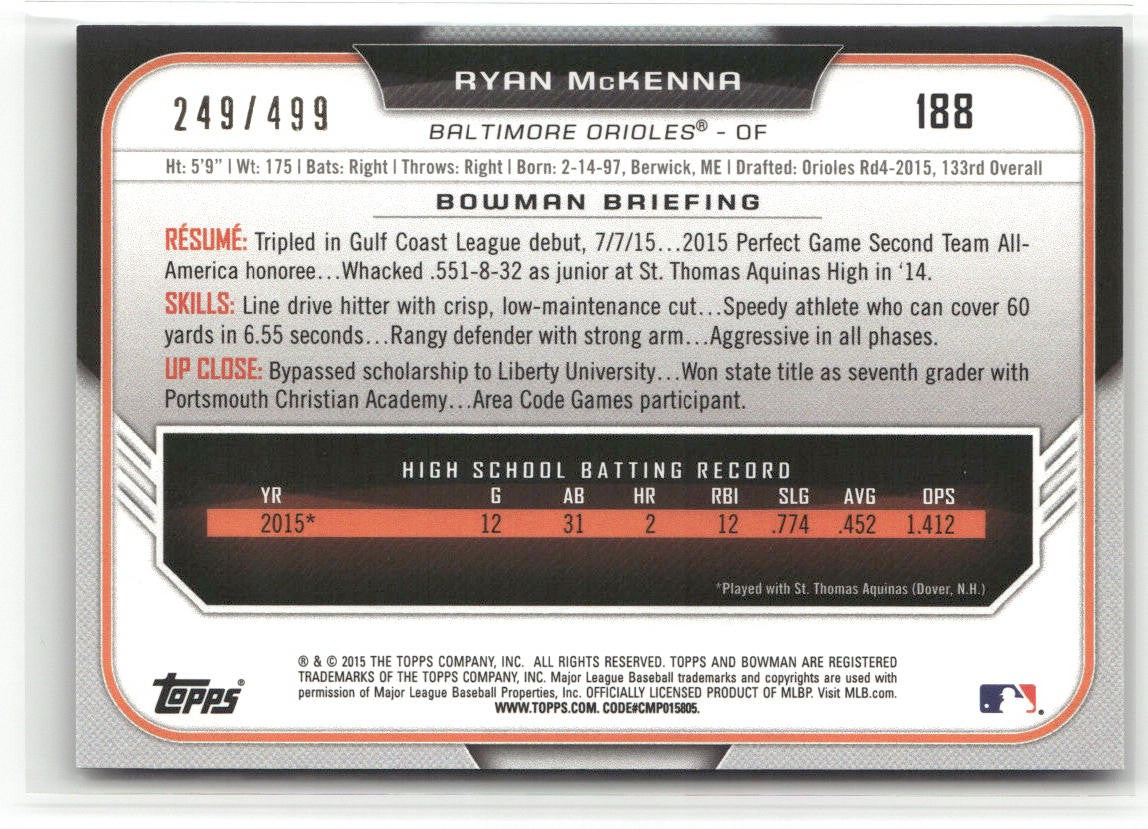 RYAN McKENNA
249/499
188
BALTIMORE ORIOLES® - OF
Ht: 5'9" | Wt: 175 | Bats: Right | Throws: Right | Born: 2-14-97, Berwick, ME | Drafted: Orioles Rd4-2015, 133rd Overall
BOWMAN BRIEFING
RÉSUMÉ: Tripled in Gulf Coast League debut, 7/7/15...2015 Perfect Game Second Team All-
America honoree...Whacked .551-8-32 as junior at St. Thomas Aquinas High in '14.
SKILLS: Line drive hitter with crisp, low-maintenance cut...Speedy athlete who can cover 60
yards in 6.55 seconds...Rangy defender with strong arm...Aggressive in all phases.
UP CLOSE: Bypassed scholarship to Liberty University...Won state title as seventh grader with
Portsmouth Christian Academy...Area Code Games participant.
HIGH SCHOOL BATTING RECORD
YR G AB HR RBI SLG AVG OPS
2015* 12 31 2 12 .774 .452 1.412
*Played with St. Thomas Aquinas (Dover, N.H.)
® & © 2015 THE TOPPS COMPANY, INC. ALL RIGHTS RESERVED. TOPPS AND BOWMAN ARE REGISTERED
TRADEMARKS OF THE TOPPS COMPANY, INC. Major League Baseball trademarks and copyrights are used with
permission of Major League Baseball Properties, Inc. OFFICIALLY LICENSED PRODUCT OF MLBP. Visit MLB.com.
WWW.TOPPS.COM. CODE#CMP015805.
Topps®